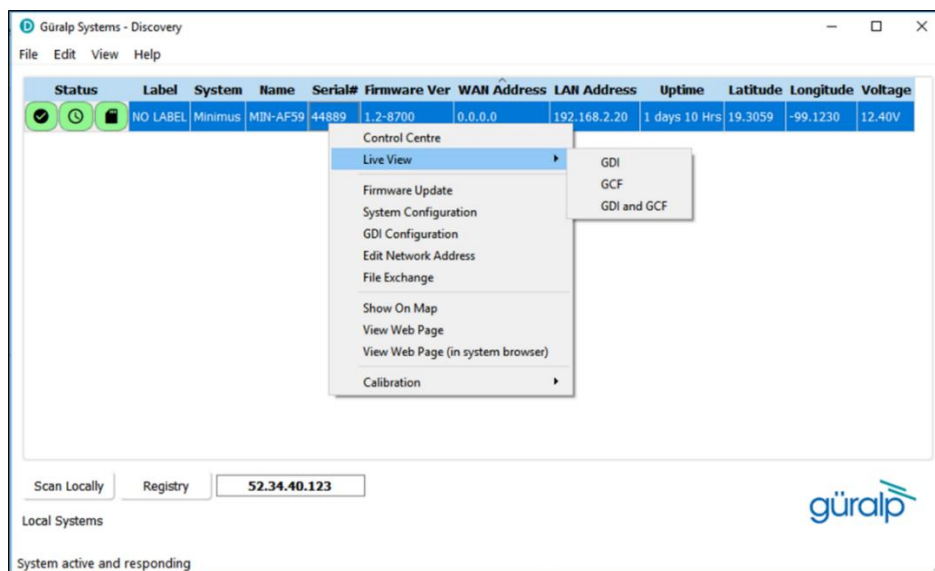 Güralp Systems - Discovery
File Edit View Help
Status Label System Name Serial# Firmware Ver WAN Address LAN Address Uptime Latitude Longitude Voltage
NO LABEL Minimus MIN-AF59 44889 1.2-8700 0.0.0.0 192.168.2.20 1 days 10 Hrs 19.3059 -99.1230 12.40V
Control Centre
Live View
GDI
GCF
GDI and GCF
Firmware Update
System Configuration
GDI Configuration
Edit Network Address
File Exchange
Show On Map
View Web Page
View Web Page (in system browser)
Calibration
Scan Locally Registry 52.34.40.123
güralp
Local Systems
System active and responding